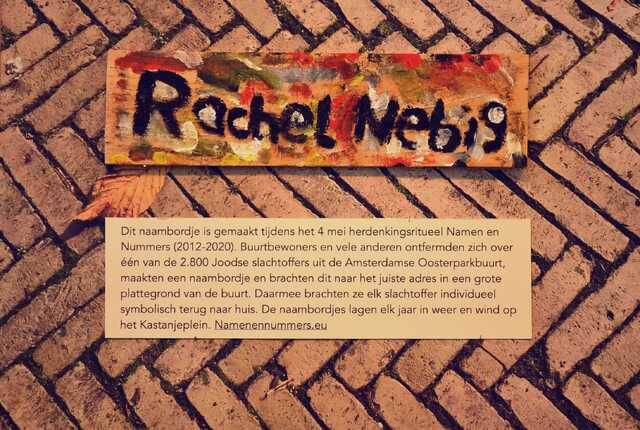 Rachel Nebig
Dit naambordje is gemaakt tijdens het 4 mei herdenkingsritueel Namen en
Nummers (2012-2020). Buurtbewoners en vele anderen ontfermden zich over
één van de 2.800 Joodse slachtoffers uit de Amsterdamse Oosterparkbuurt,
maakten een naambordje en brachten dit naar het juiste adres in een grote
plattegrond van de buurt. Daarmee brachten ze elk slachtoffer individueel
symbolisch terug naar huis. De naambordjes lagen elk jaar in weer en wind op
het Kastanjeplein. Namenennummers.eu